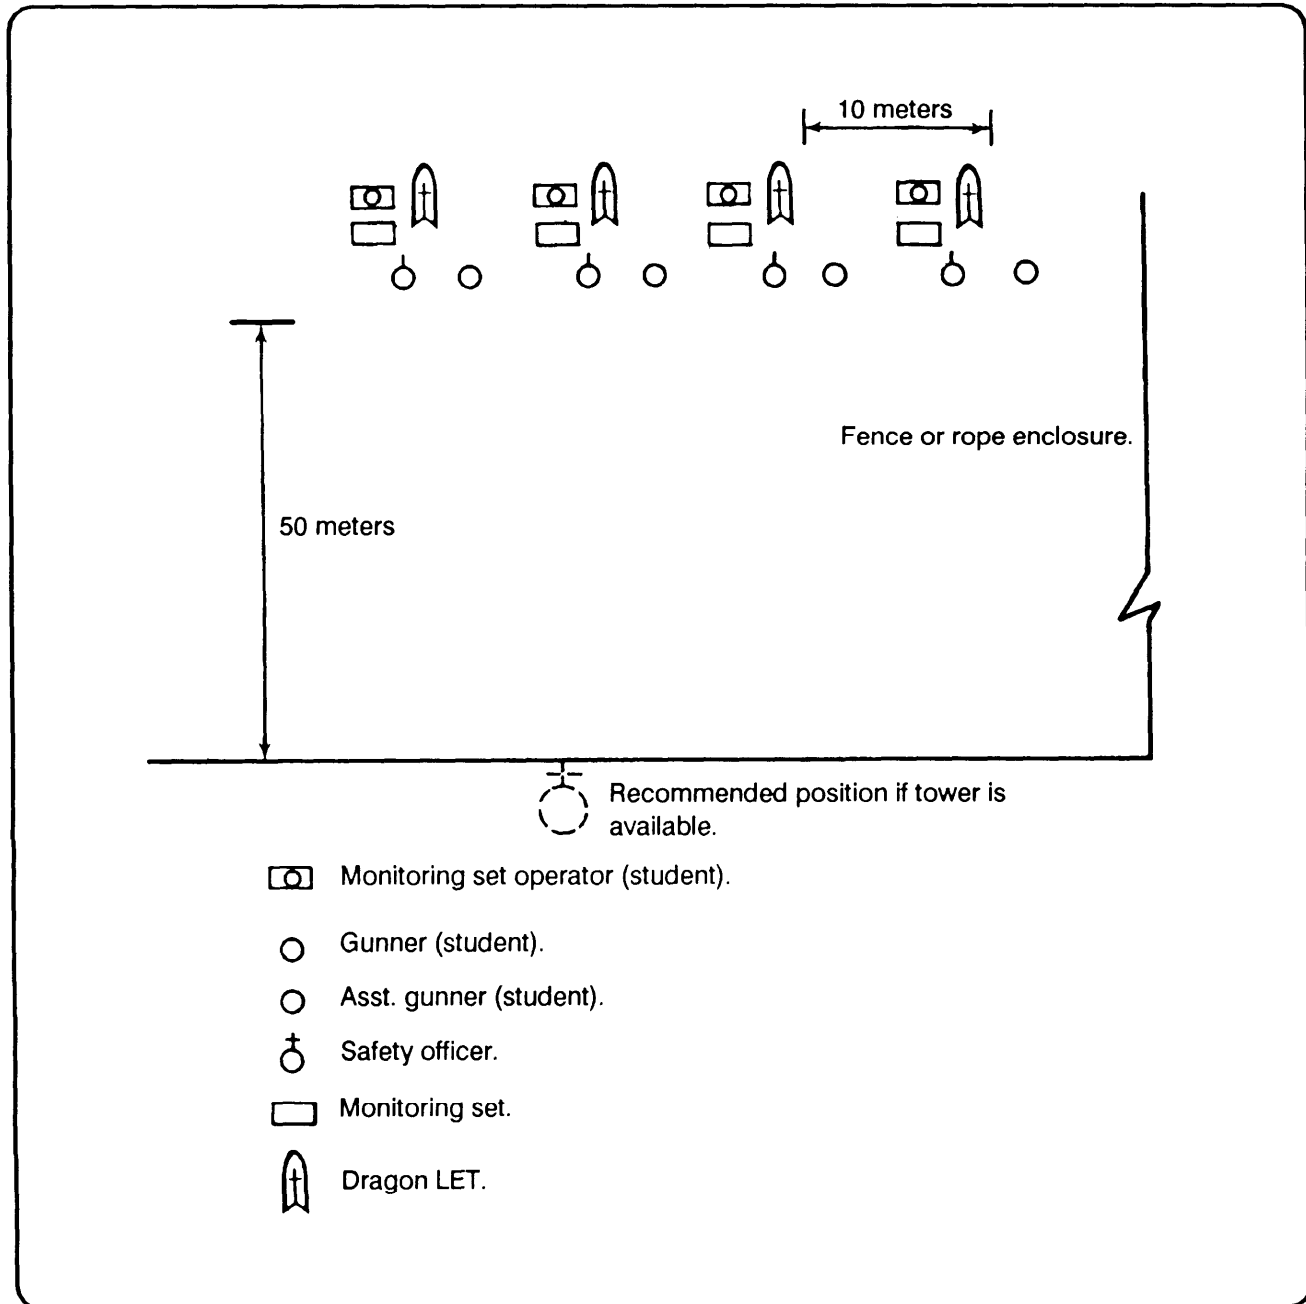 10 meters
Fence or rope enclosure.
50 meters
Recommended position if tower is
available.
Monitoring set operator (student).
Gunner (student).
Asst. gunner (student).
Safety officer.
Monitoring set.
Dragon LET.